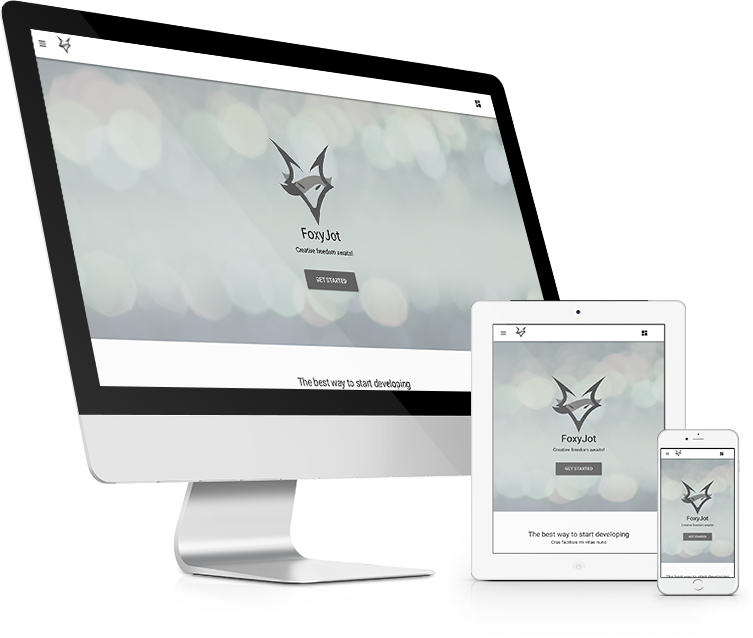 FoxyJot
Creative freedom awaits!
GET STARTED
The best way to start developing
FoxyJot
Creative freedom awaits!
GET STARTED
The best way to start developing
Cras facilisis mi vitae nunc
FoxyJot
Creative freedom awaits!
GET STARTED
The best way to start developing